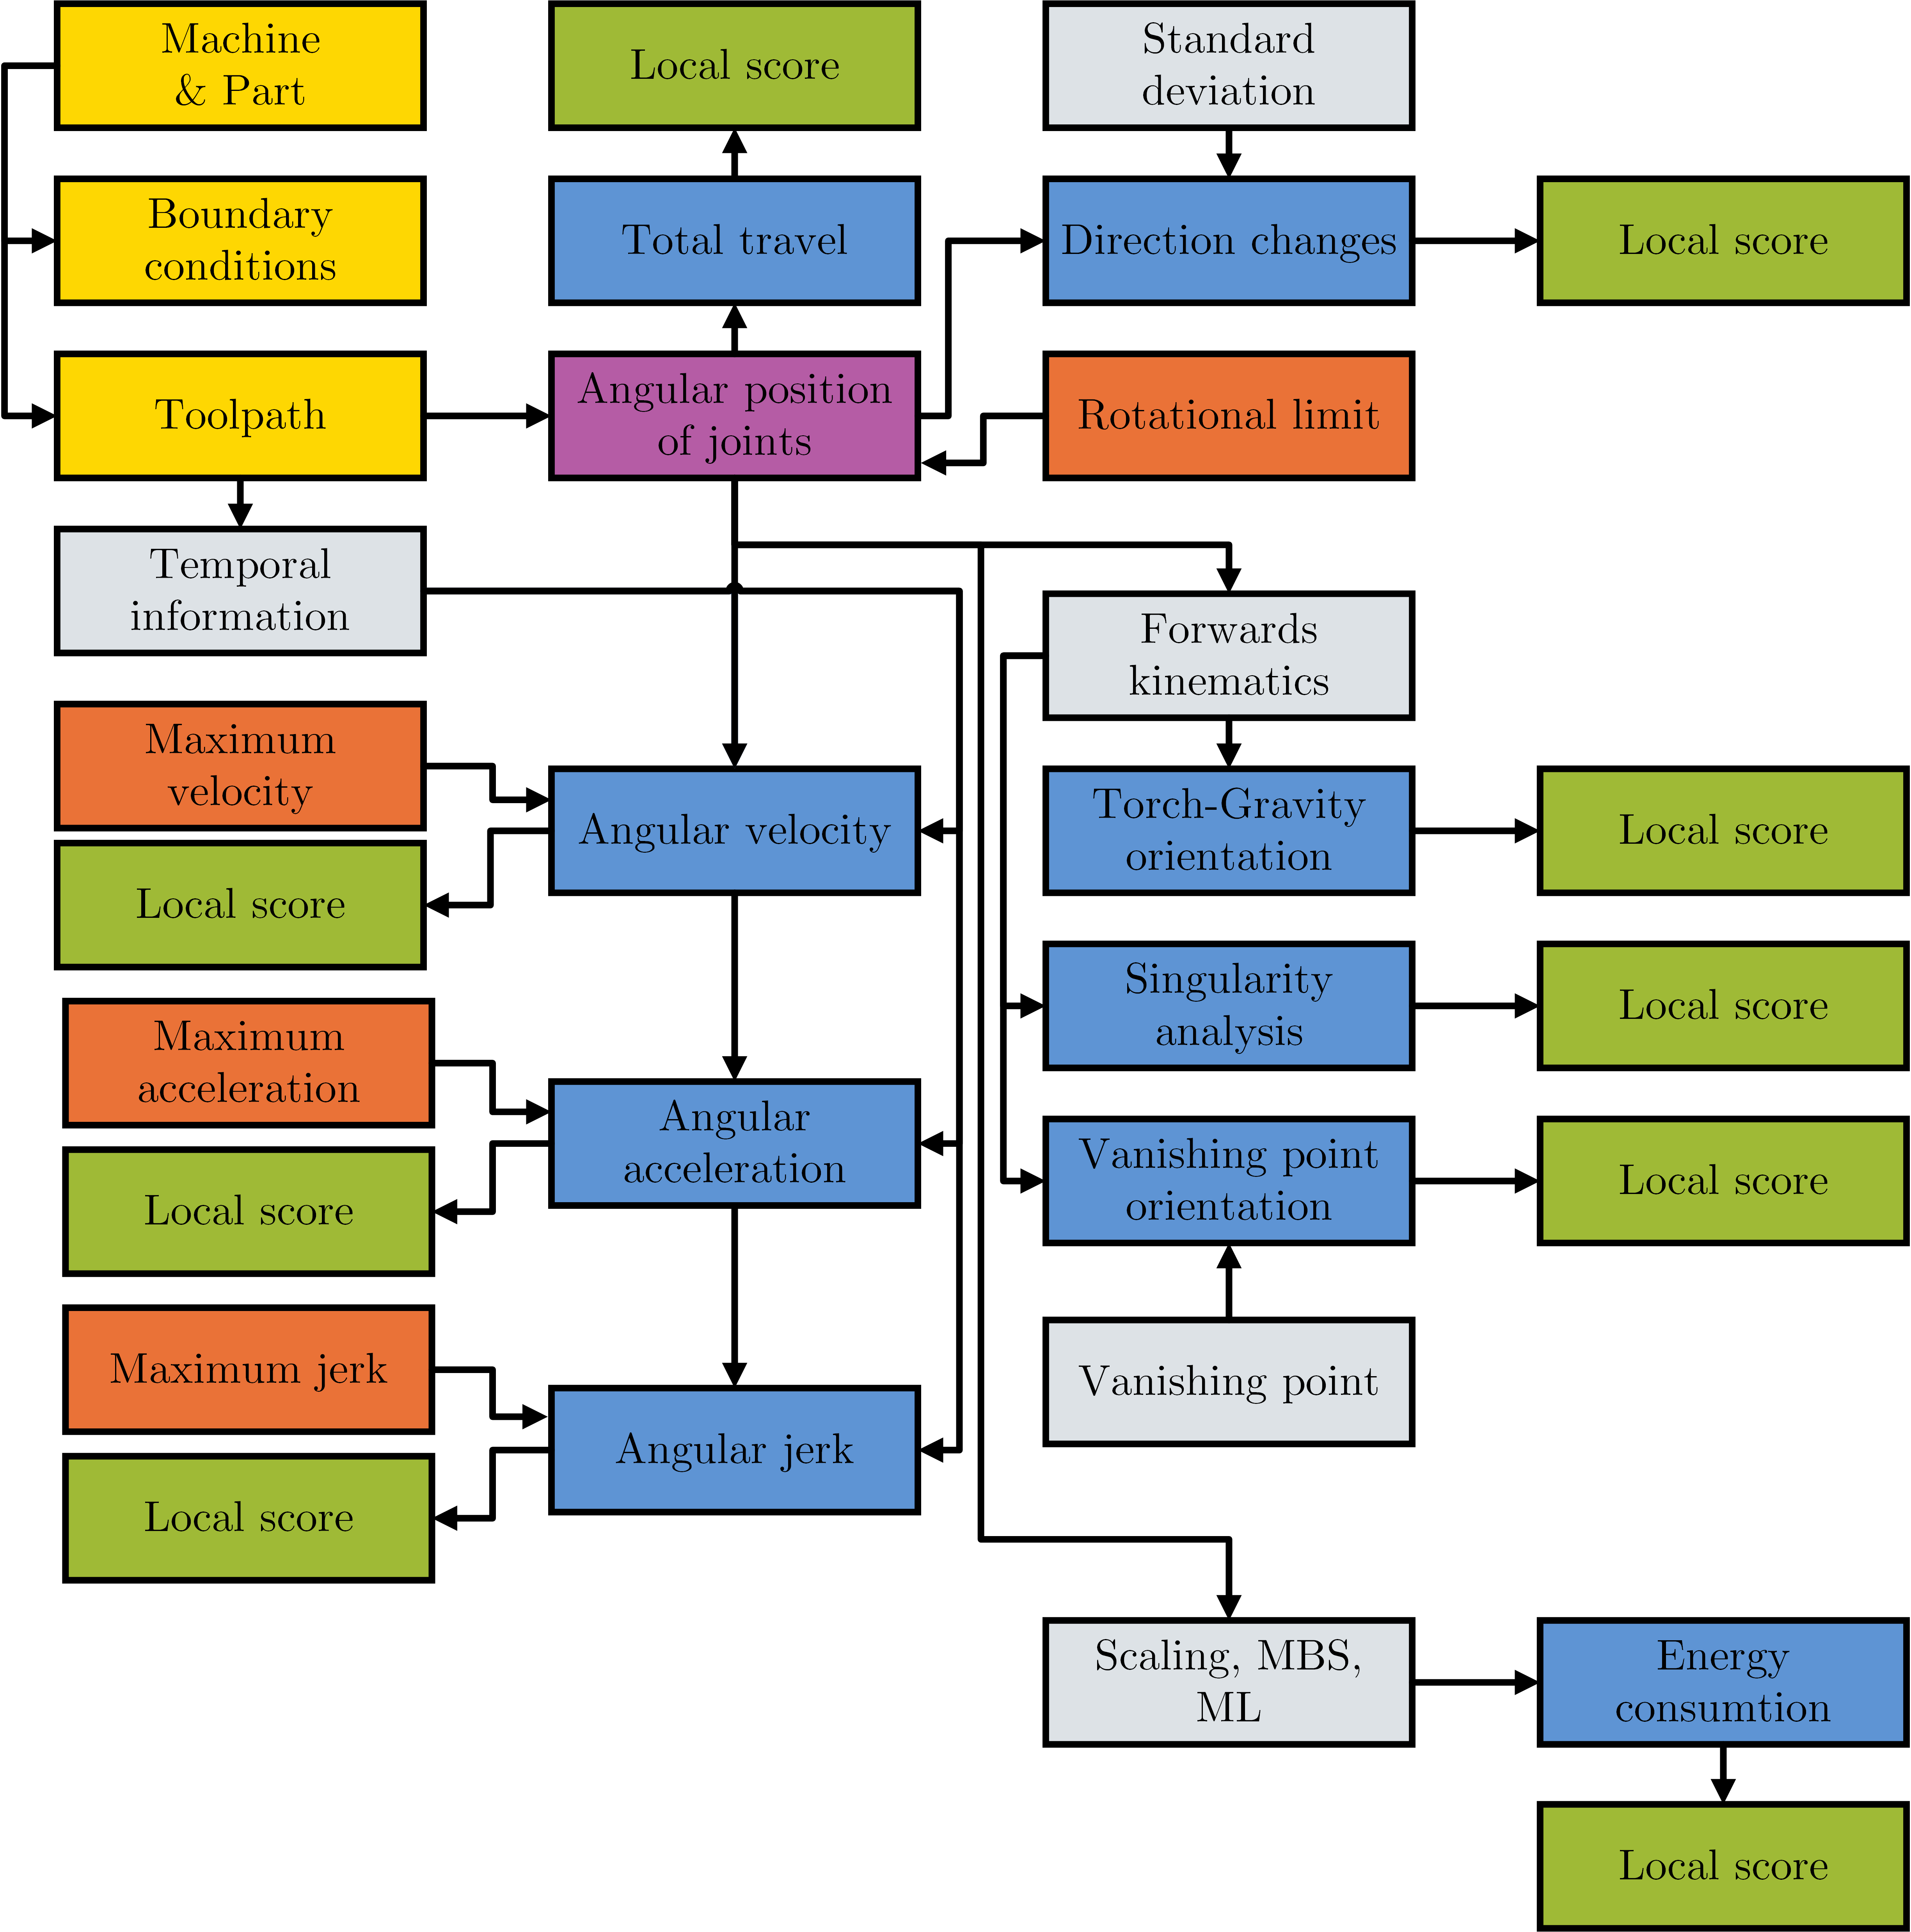 Machine
& Part
Local score
Standard
deviation
Boundary
conditions
Total travel
Direction changes
Local score
Toolpath
Angular position
of joints
Rotational limit
Temporal
information
Forwards
kinematics
Maximum
velocity
Angular velocity
Torch-Gravity
orientation
Local score
Local score
Singularity
analysis
Local score
Maximum
acceleration
Angular
acceleration
Vanishing point
orientation
Local score
Local score
Maximum jerk
Vanishing point
Angular jerk
Local score
Scaling, MBS,
ML
Energy
consumtion
Local score